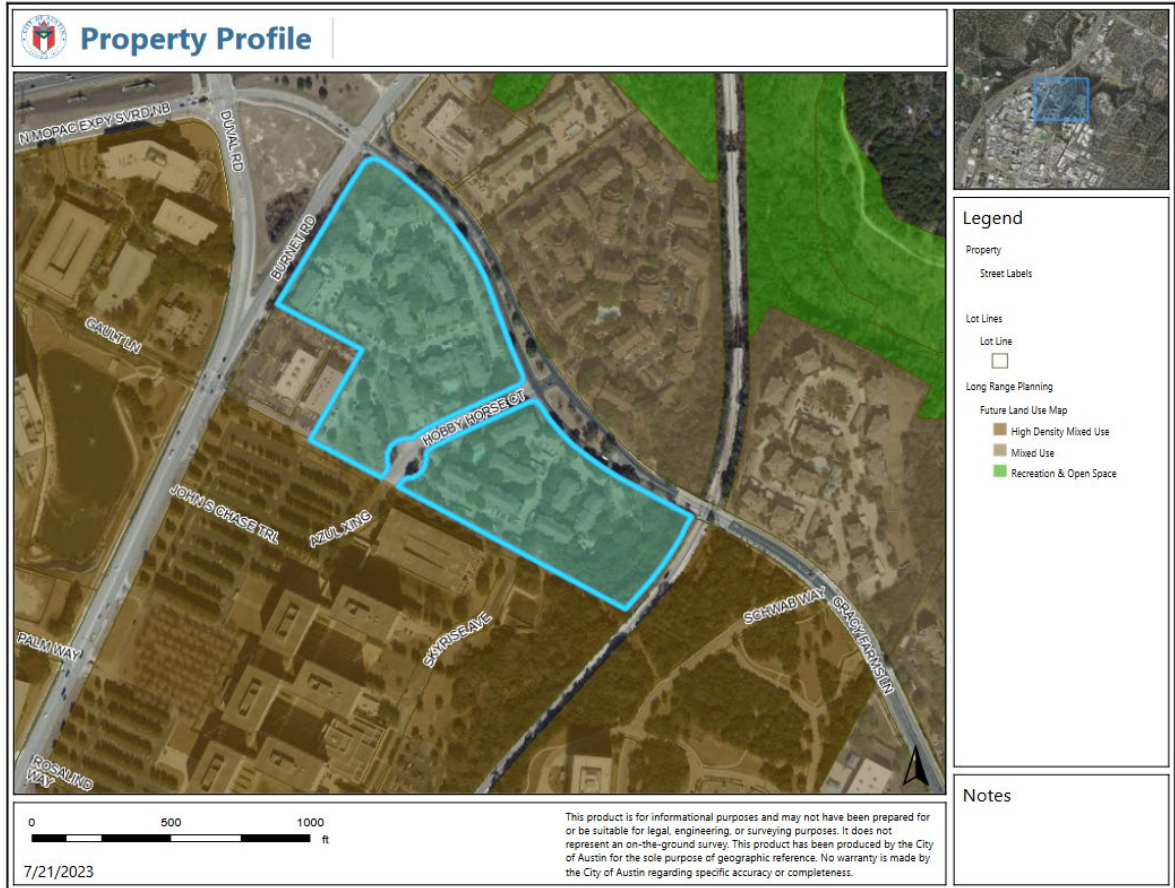 CITY OF AUSTIN
Property Profile
N MOPAC EXPY SVRD NB
DUVAL RD
BURNET RD
GAULT LN
HOBBY HORSE CT
JOHN S CHASE TRL
AZUL XING
SKYRISE AVE
SCHWAB WAY
GRACY FARMS LN
PALM WAY
ROSALIND
WAY
Legend
Property
Street Labels
Lot Lines
Lot Line
Long Range Planning
Future Land Use Map
High Density Mixed Use
Mixed Use
Recreation & Open Space
Notes
0 500 1000
ft
7/21/2023
This product is for informational purposes and may not have been prepared for
or be suitable for legal, engineering, or surveying purposes. It does not
represent an on-the-ground survey. This product has been produced by the City
of Austin for the sole purpose of geographic reference. No warranty is made by
the City of Austin regarding specific accuracy or completeness.